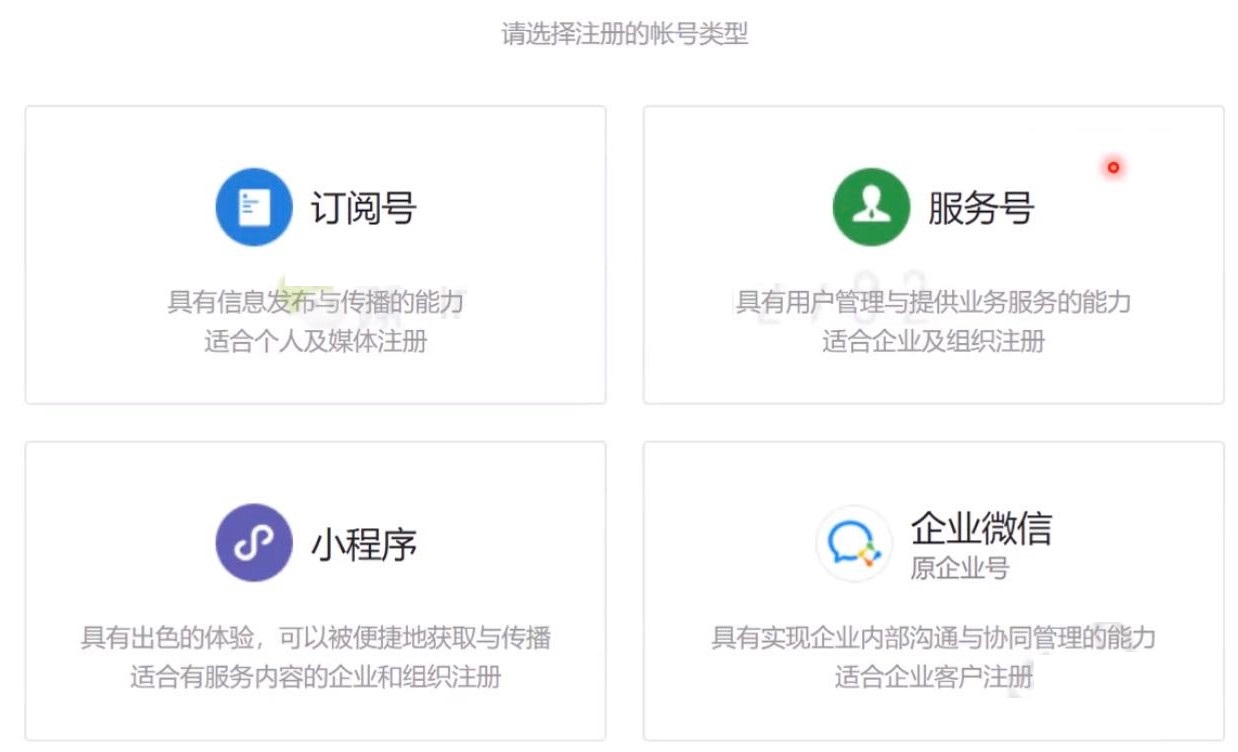 请选择注册的帐号类型
订阅号
具有信息发布与传播的能力
适合个人及媒体注册
服务号
具有用户管理与提供业务服务的能力
适合企业及组织注册
小程序
具有出色的体验，可以被便捷地获取与传播
适合有服务内容的企业和组织注册
企业微信
原企业号
具有实现企业内部沟通与协同管理的能力
适合企业客户注册